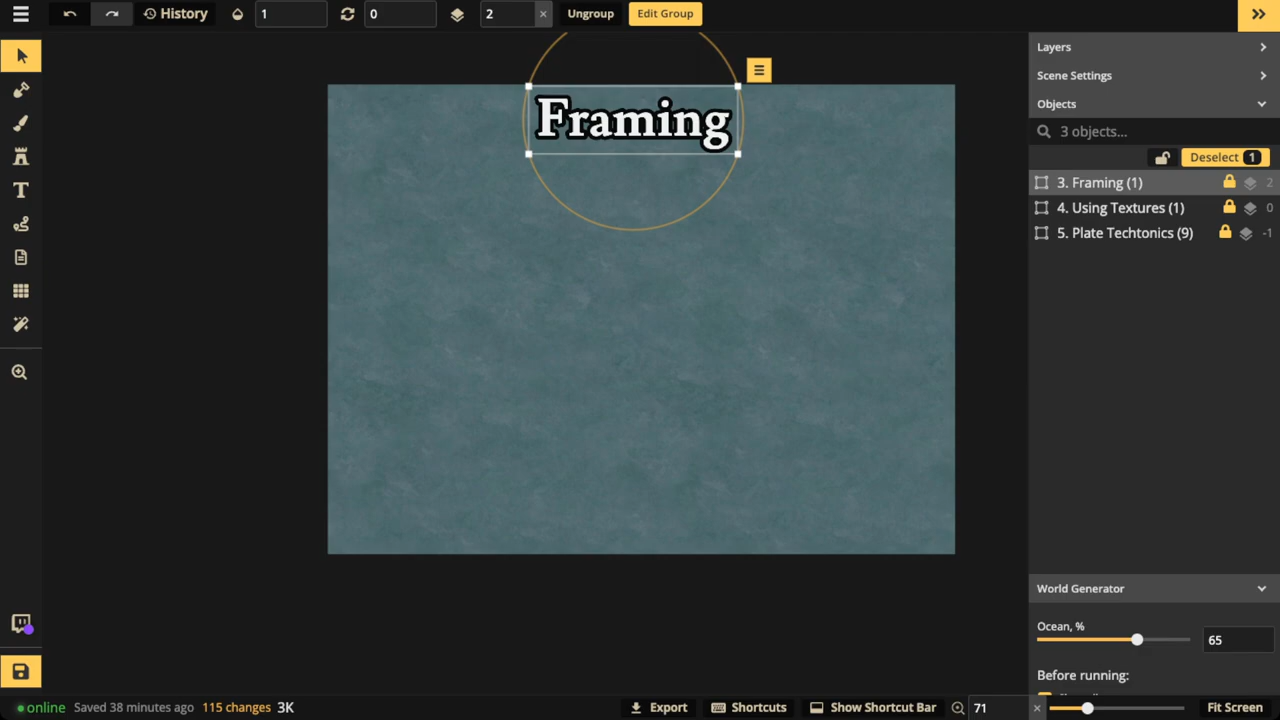 History 1 0 2 × Ungroup Edit Group
Layers
Scene Settings
Objects
3 objects...
Deselect 1
3. Framing (1) 2
4. Using Textures (1) 0
5. Plate Techtonics (9) -1
Framing
T
World Generator
Ocean, %
65
Before running:
online Saved 38 minutes ago 115 changes 3K Export Shortcuts Show Shortcut Bar 71 × Fit Screen